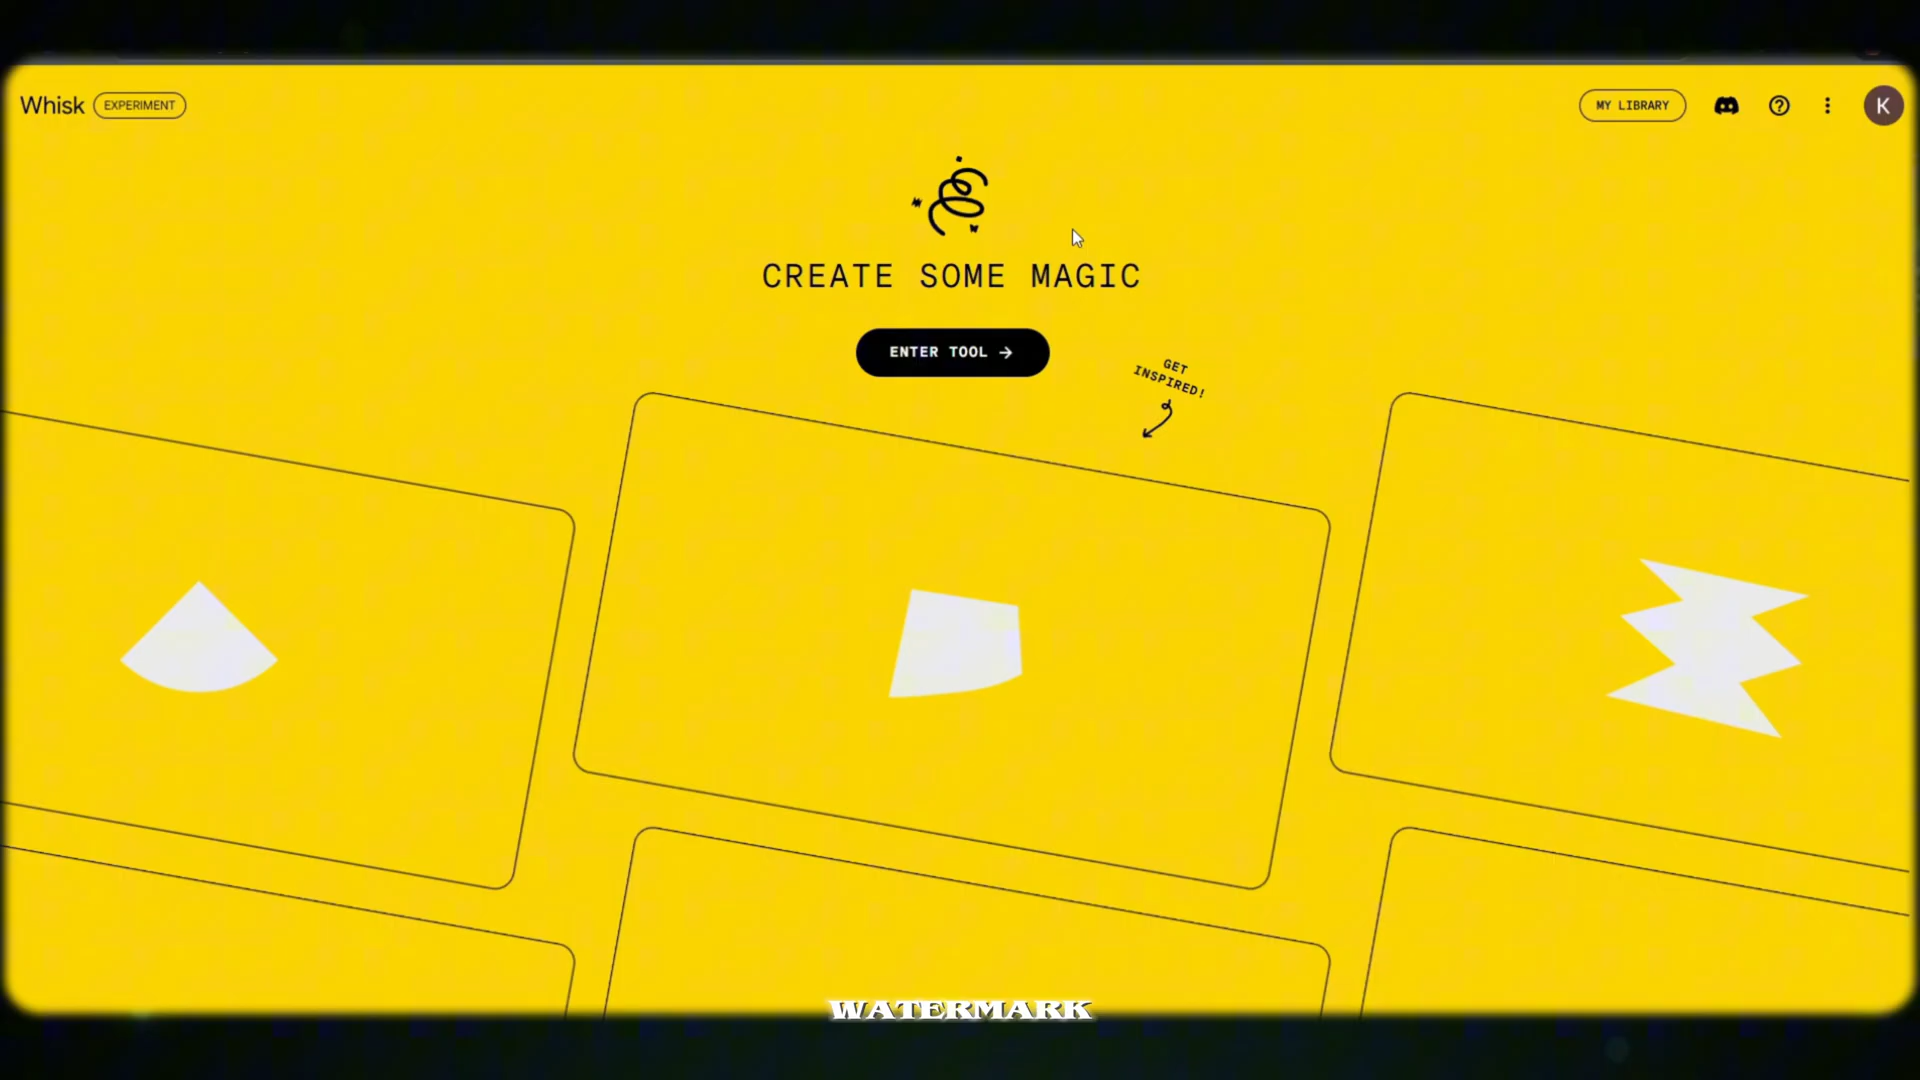 Whisk EXPERIMENT
MY LIBRARY
K
CREATE SOME MAGIC
ENTER TOOL →
GET
INSPIRED!
WATERMARK